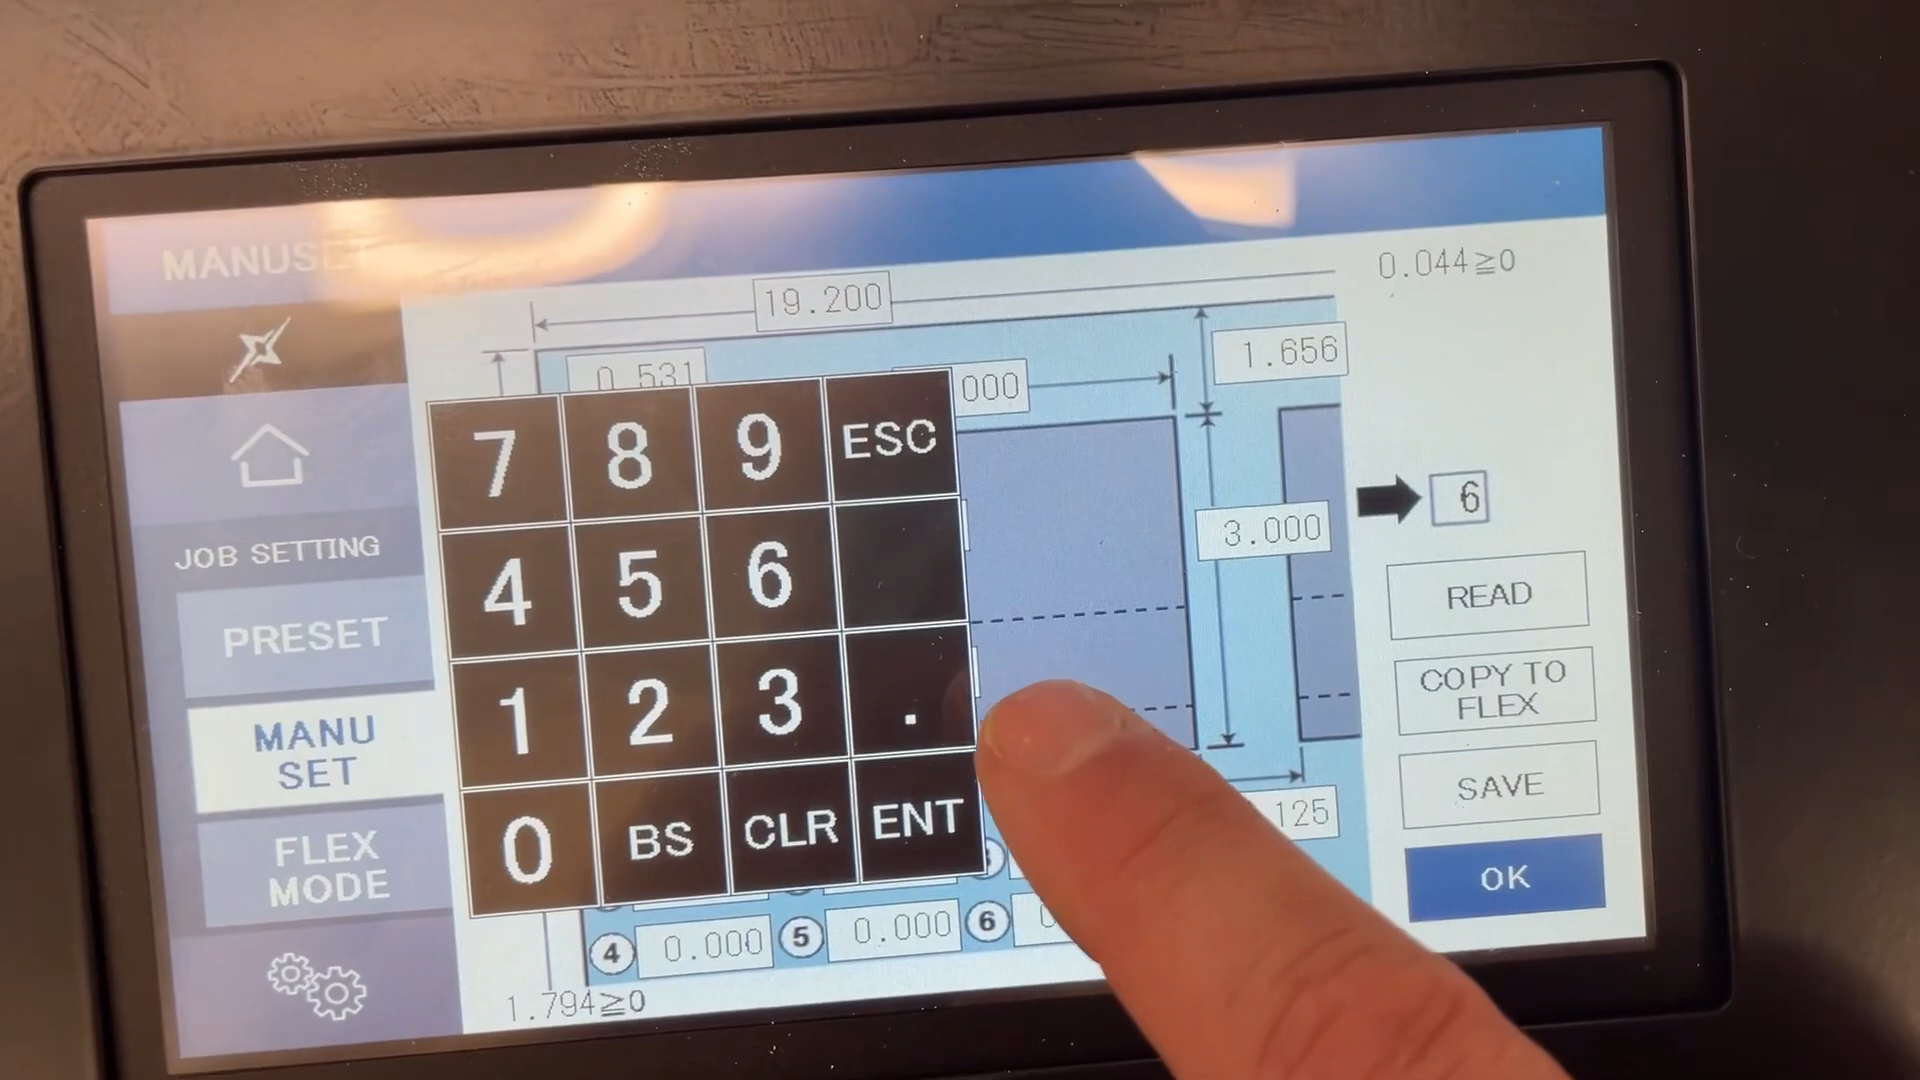 MANUSET
0.044≧0
19.200
1.656
0.531
000
7 8 9 ESC
6
3.000
JOB SETTING
4 5 6
READ
PRESET
COPY TO
FLEX
1 2 3 .
MANU
SET
SAVE
125
0 BS CLR ENT
FLEX
MODE
OK
4 0.000 5 0.000 6
1.794≧0